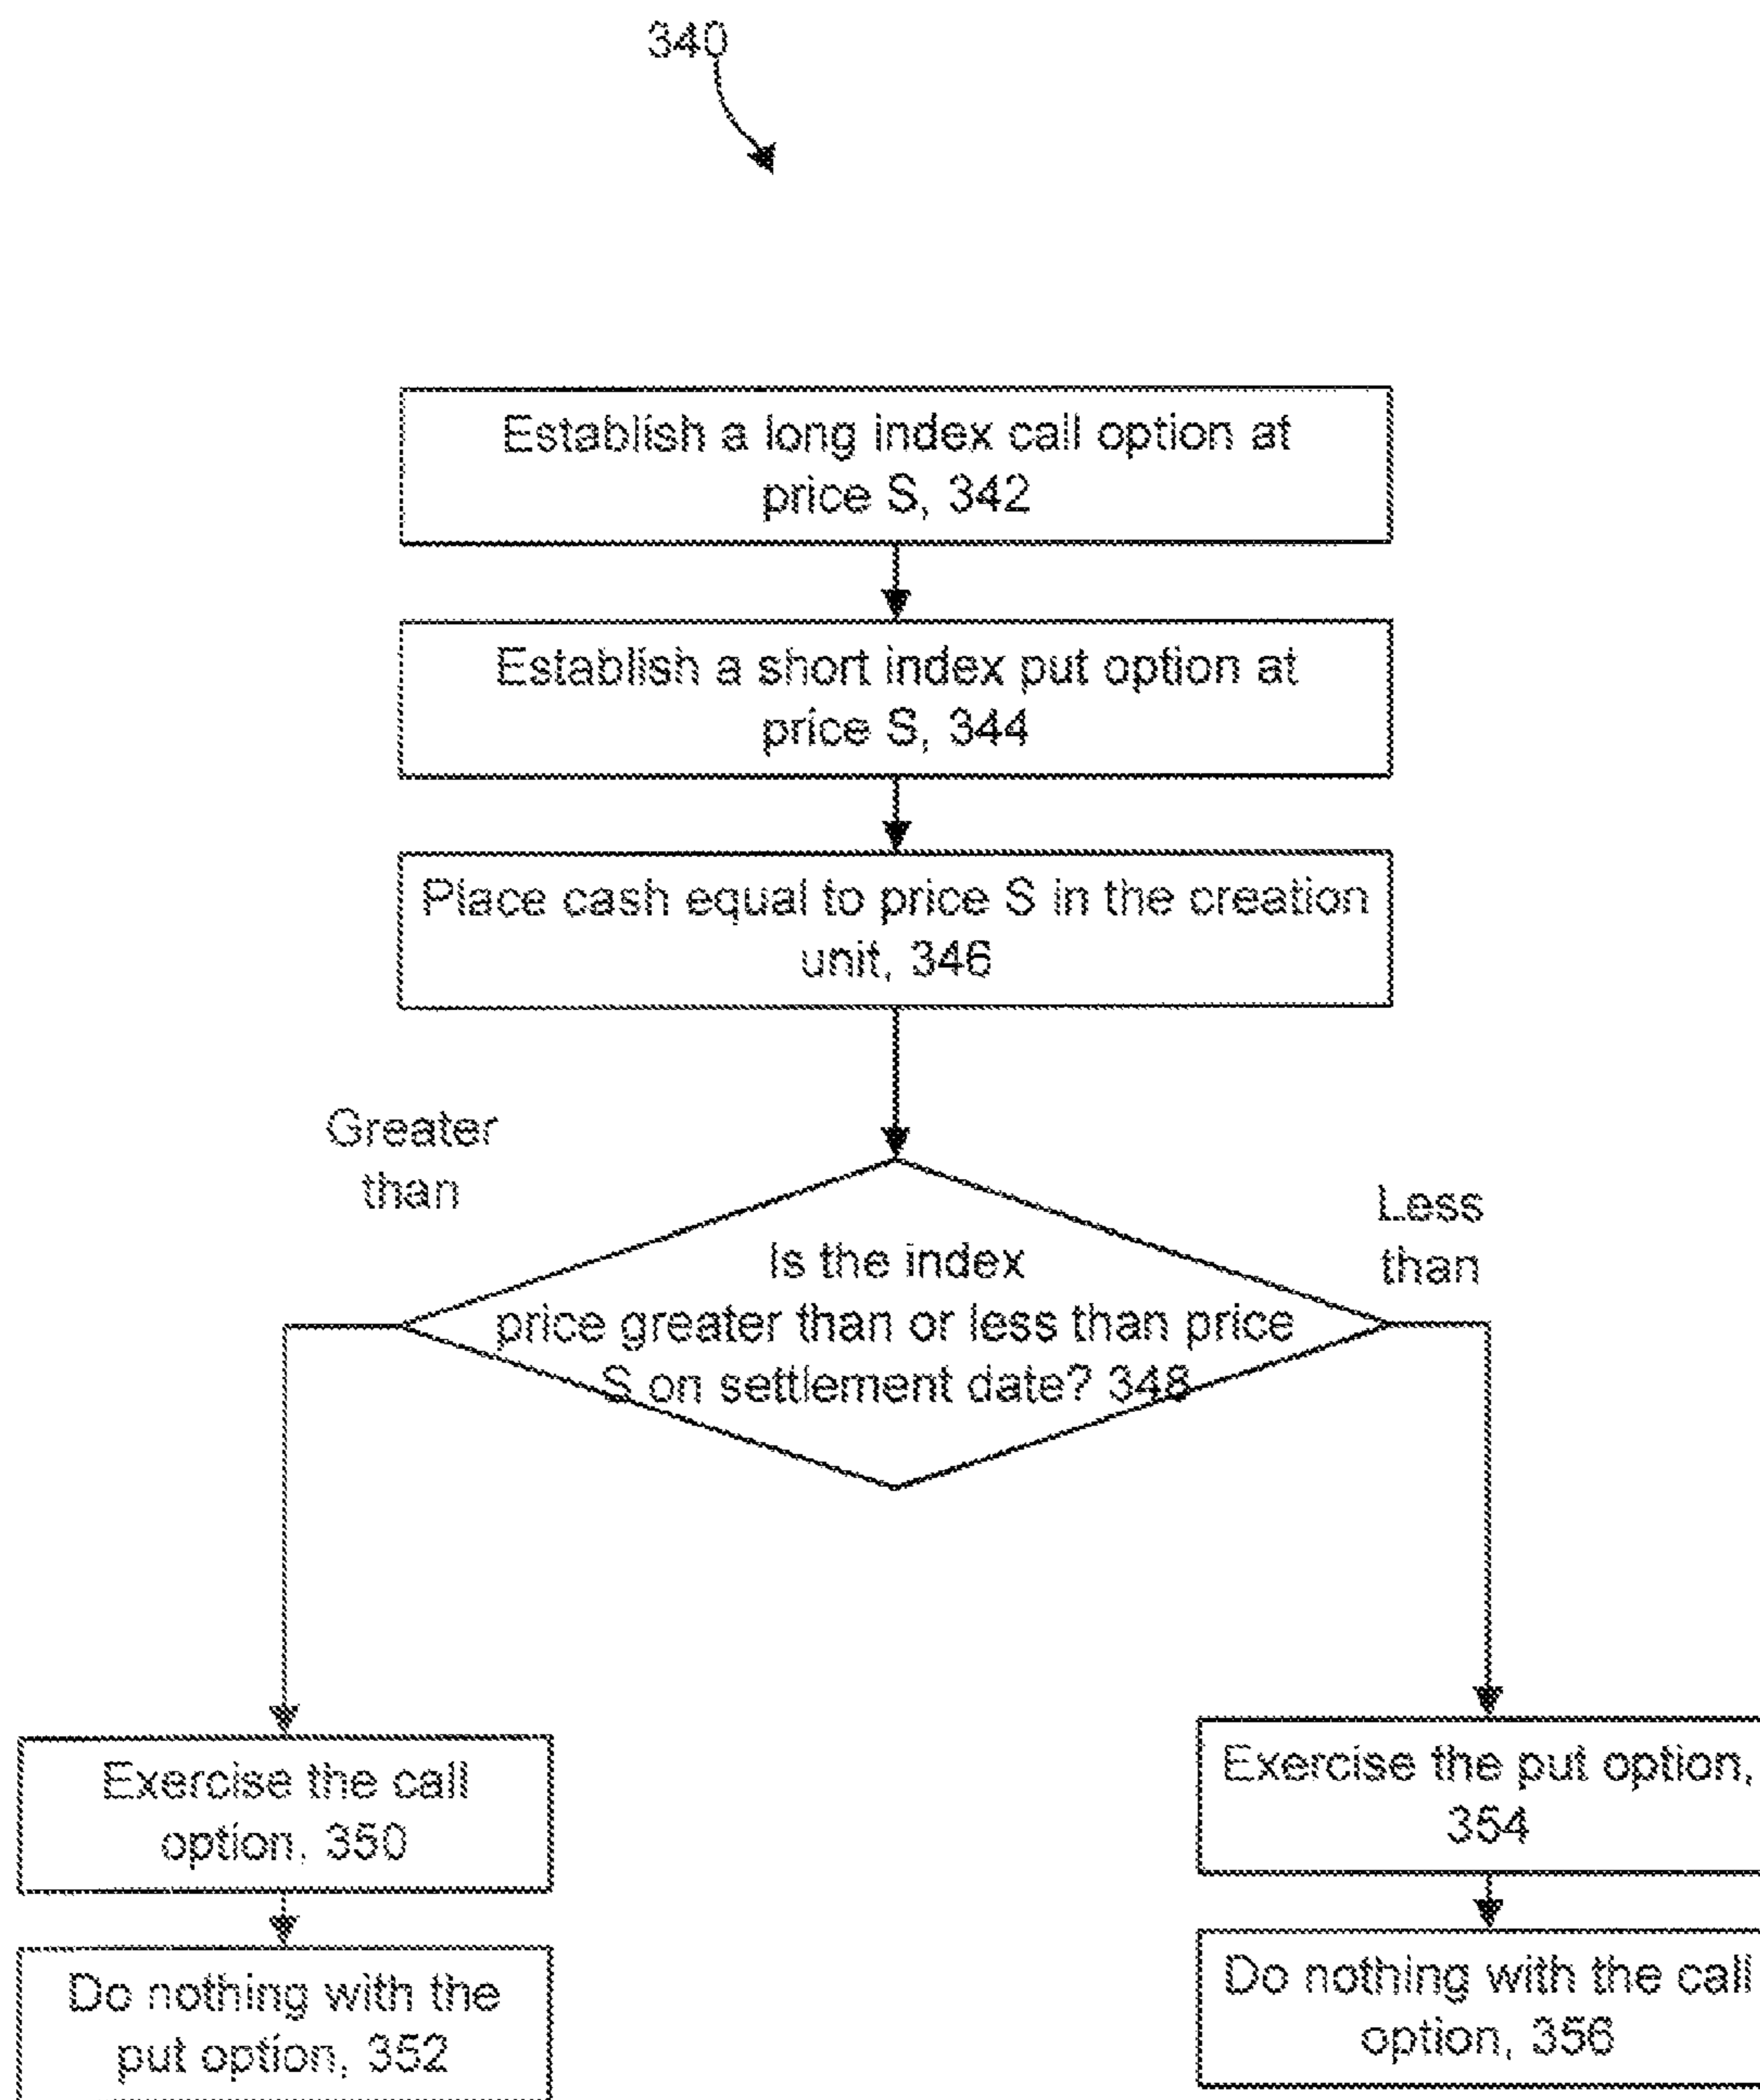 340
Establish a long index call option at
price S, 342
Establish a short index put option at
price S, 344
Place cash equal to price S in the creation
unit, 346
Greater
than
Less
than
Is the index
price greater than or less than price
S on settlement date? 348
Exercise the call
option, 350
Do nothing with the
put option, 352
Exercise the put option,
354
Do nothing with the call
option, 356